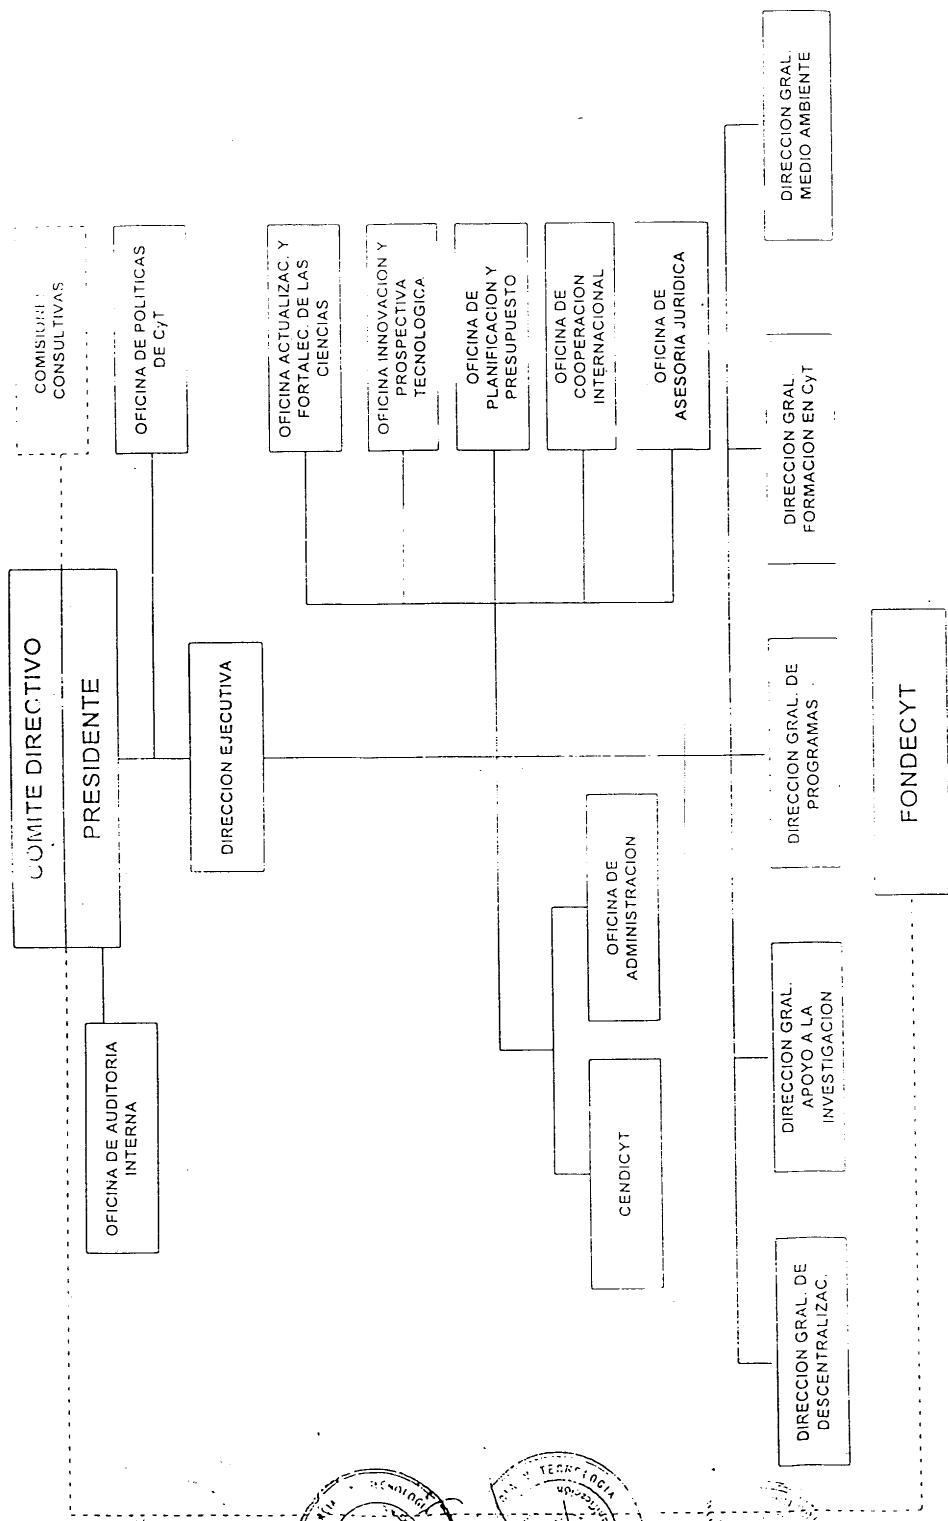 COMITE DIRECTIVO
PRESIDENTE
CONSULTIVAS
OFICINA DE AUDITORIA
INTERNA
OFICINA DE POLITICAS
DE CyT
DIRECCION EJECUTIVA
OFICINA ACTUALIZAC. Y
FORTALEC. DE LAS
CIENCIAS
OFICINA INNOVACION Y
PROSPECTIVA
TECNOLOGICA
OFICINA DE
PLANIFICACION Y
PRESUPUESTO
OFICINA DE
COOPERACION
INTERNACIONAL
OFICINA DE
ASESORIA JURIDICA
CENDICYT
OFICINA DE
ADMINISTRACION
DIRECCION GRAL. DE
DESCENTRALIZAC.
DIRECCION GRAL.
APOYO A LA
INVESTIGACION
DIRECCION GRAL. DE
PROGRAMAS
DIRECCION GRAL.
FORMACION EN CyT
DIRECCION GRAL.
MEDIO AMBIENTE
FONDECYT
TECNOLOGIA
Y TECNOLOGIA